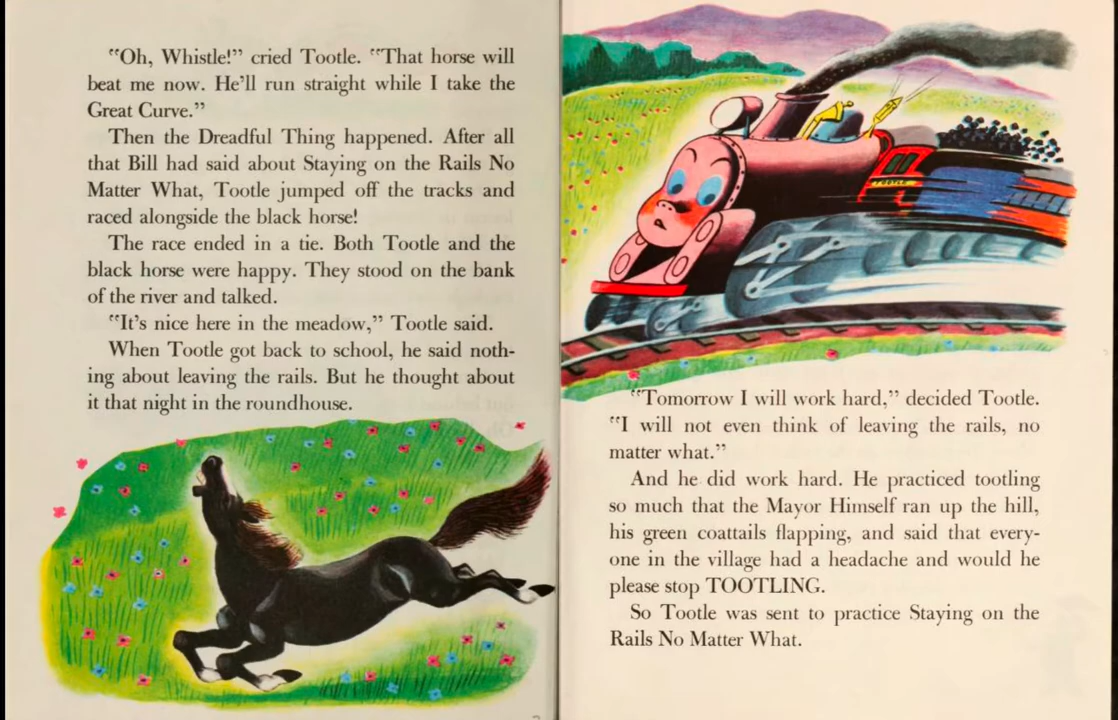 “Oh, Whistle!” cried Tootle. “That horse will
beat me now. He’ll run straight while I take the
Great Curve.”
Then the Dreadful Thing happened. After all
that Bill had said about Staying on the Rails No
Matter What, Tootle jumped off the tracks and
raced alongside the black horse!
The race ended in a tie. Both Tootle and the
black horse were happy. They stood on the bank
of the river and talked.
“It’s nice here in the meadow,” Tootle said.
When Tootle got back to school, he said noth-
ing about leaving the rails. But he thought about
it that night in the roundhouse.
TOOTLE
“Tomorrow I will work hard,” decided Tootle.
“I will not even think of leaving the rails, no
matter what.”
And he did work hard. He practiced tootling
so much that the Mayor Himself ran up the hill,
his green coattails flapping, and said that every-
one in the village had a headache and would he
please stop TOOTLING.
So Tootle was sent to practice Staying on the
Rails No Matter What.